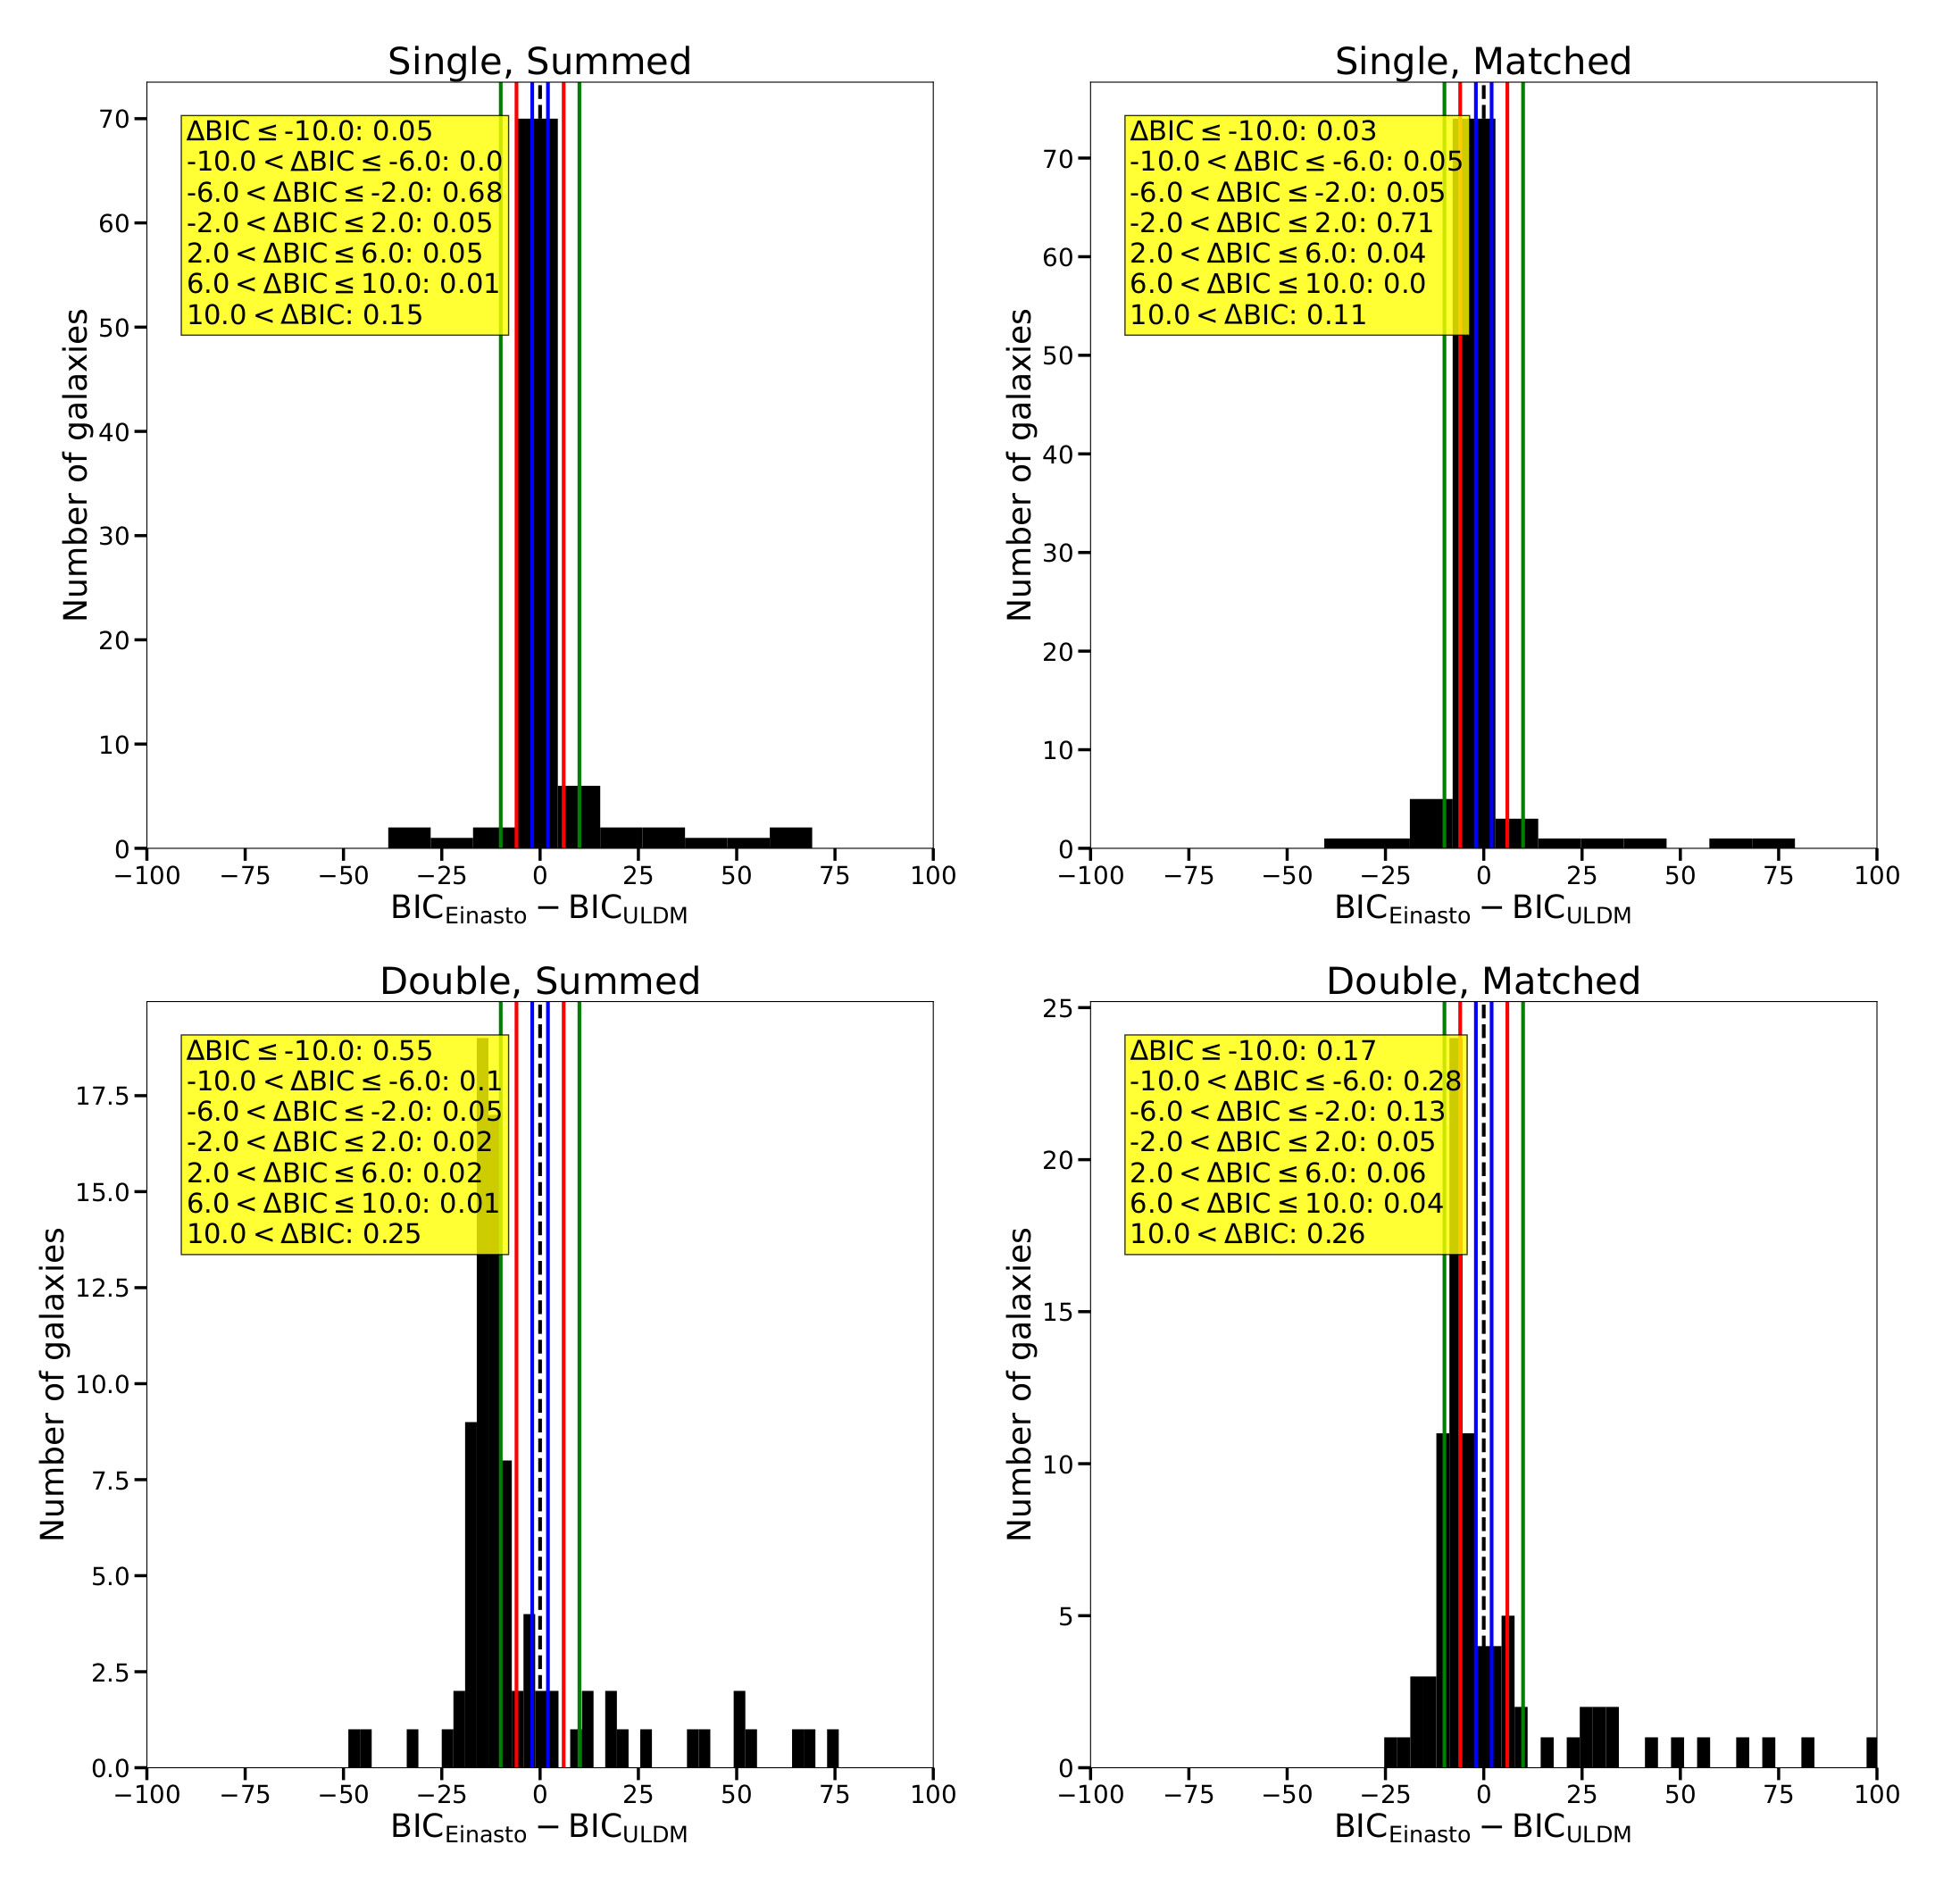 Single, Summed
Number of galaxies
70
60
50
40
30
20
10
0
ΔBIC ≤ -10.0: 0.05
-10.0 < ΔBIC ≤ -6.0: 0.0
-6.0 < ΔBIC ≤ -2.0: 0.68
-2.0 < ΔBIC ≤ 2.0: 0.05
2.0 < ΔBIC ≤ 6.0: 0.05
6.0 < ΔBIC ≤ 10.0: 0.01
10.0 < ΔBIC: 0.15
−100 −75 −50 −25 0 25 50 75 100
BIC_Einasto − BIC_ULDM
Single, Matched
Number of galaxies
70
60
50
40
30
20
10
0
ΔBIC ≤ -10.0: 0.03
-10.0 < ΔBIC ≤ -6.0: 0.05
-6.0 < ΔBIC ≤ -2.0: 0.05
-2.0 < ΔBIC ≤ 2.0: 0.71
2.0 < ΔBIC ≤ 6.0: 0.04
6.0 < ΔBIC ≤ 10.0: 0.0
10.0 < ΔBIC: 0.11
−100 −75 −50 −25 0 25 50 75 100
BIC_Einasto − BIC_ULDM
Double, Summed
Number of galaxies
17.5
15.0
12.5
10.0
7.5
5.0
2.5
0.0
ΔBIC ≤ -10.0: 0.55
-10.0 < ΔBIC ≤ -6.0: 0.1
-6.0 < ΔBIC ≤ -2.0: 0.05
-2.0 < ΔBIC ≤ 2.0: 0.02
2.0 < ΔBIC ≤ 6.0: 0.02
6.0 < ΔBIC ≤ 10.0: 0.01
10.0 < ΔBIC: 0.25
−100 −75 −50 −25 0 25 50 75 100
BIC_Einasto − BIC_ULDM
Double, Matched
Number of galaxies
25
20
15
10
5
0
ΔBIC ≤ -10.0: 0.17
-10.0 < ΔBIC ≤ -6.0: 0.28
-6.0 < ΔBIC ≤ -2.0: 0.13
-2.0 < ΔBIC ≤ 2.0: 0.05
2.0 < ΔBIC ≤ 6.0: 0.06
6.0 < ΔBIC ≤ 10.0: 0.04
10.0 < ΔBIC: 0.26
−100 −75 −50 −25 0 25 50 75 100
BIC_Einasto − BIC_ULDM